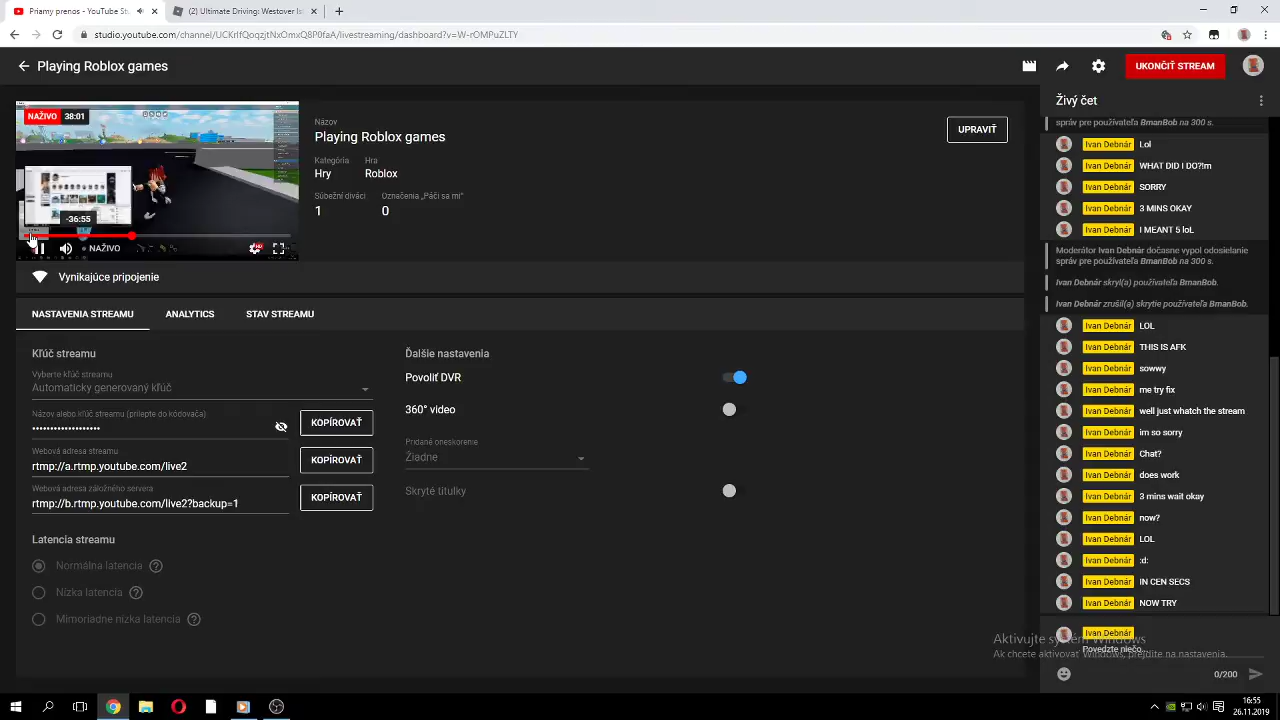 Priamy prenos - YouTube Stu
(2) Ultimate Driving: Westover Isl
studio.youtube.com/channel/UCKrIfQoqzjtNxOmxQ8P0faA/livestreaming/dashboard?v=W-rOMPuZLTY
Playing Roblox games
UKONČIŤ STREAM
NAŽIVO 38:01
-36:55
NAŽIVO
Názov
Playing Roblox games
UPRAVIŤ
Kategória Hra
Hry Roblox
Súbežní diváci Označenia „Páči sa mi“
1 0
Vynikajúce pripojenie
NASTAVENIA STREAMU ANALYTICS STAV STREAMU
Kľúč streamu
Vyberte kľúč streamu
Automaticky generovaný kľúč
Názov alebo kľúč streamu (prilepte do kódovača)
KOPÍROVAŤ
Webová adresa streamu
rtmp://a.rtmp.youtube.com/live2
KOPÍROVAŤ
Webová adresa záložného servera
rtmp://b.rtmp.youtube.com/live2?backup=1
KOPÍROVAŤ
Latencia streamu
Normálna latencia
Nízka latencia
Mimoriadne nízka latencia
Ďalšie nastavenia
Povoliť DVR
360° video
Pridané oneskorenie
Žiadne
Skryté titulky
Živý čet
správ pre používateľa BmanBob na 300 s.
Ivan Debnár Lol
Ivan Debnár WHAT DID I DO?!m
Ivan Debnár SORRY
Ivan Debnár 3 MINS OKAY
Ivan Debnár I MEANT 5 loL
Moderátor Ivan Debnár dočasne vypol odosielanie
správ pre používateľa BmanBob na 300 s.
Ivan Debnár skryl(a) používateľa BmanBob.
Ivan Debnár zrušil(a) skrytie používateľa BmanBob.
Ivan Debnár LOL
Ivan Debnár THIS IS AFK
Ivan Debnár sowwy
Ivan Debnár me try fix
Ivan Debnár well just whatch the stream
Ivan Debnár im so sorry
Ivan Debnár Chat?
Ivan Debnár does work
Ivan Debnár 3 mins wait okay
Ivan Debnár now?
Ivan Debnár LOL
Ivan Debnár :d:
Ivan Debnár IN CEN SECS
Ivan Debnár NOW TRY
Ivan Debnár
Povedzte niečo...
Aktivujte systém Windows
Ak chcete aktivovať Windows, prejdite na nastavenia.
0/200
16:55
26.11.2019